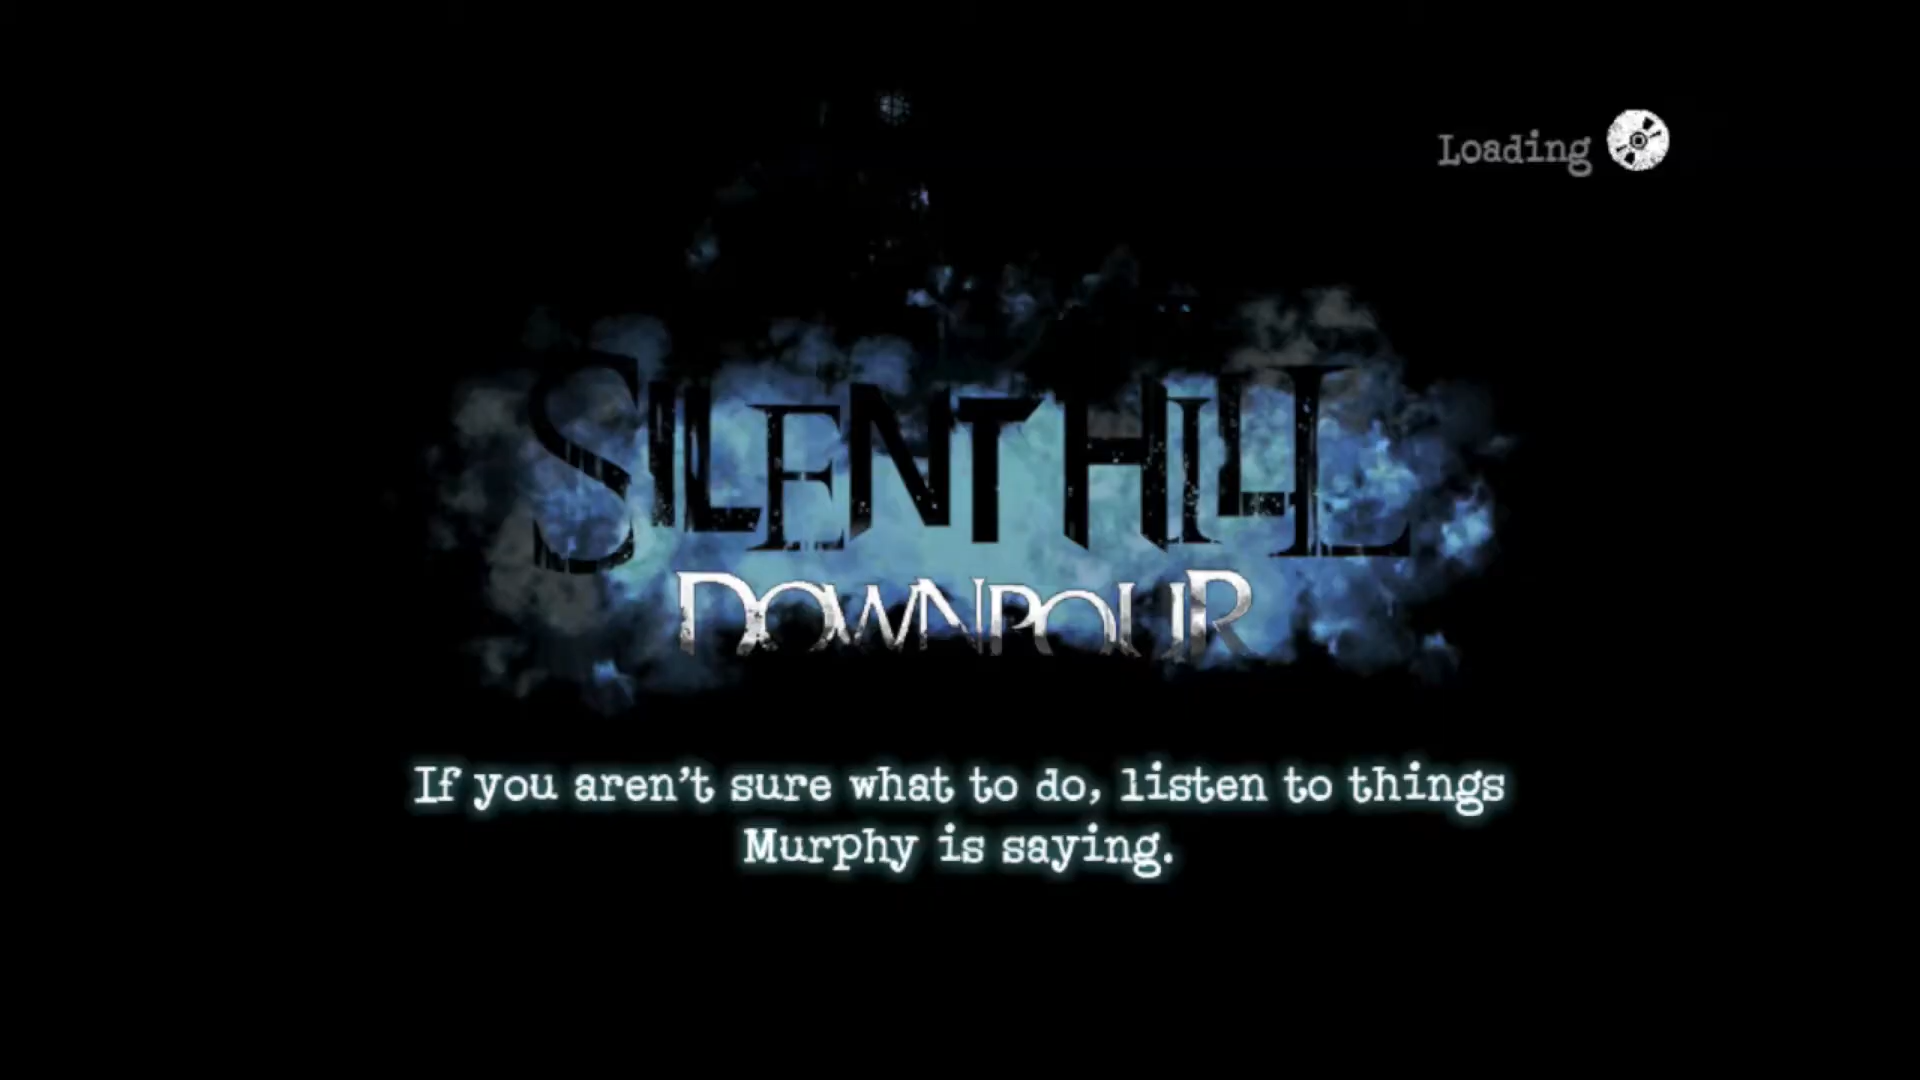 Loading
SILENT HILL
DOWNPOUR
If you aren't sure what to do, listen to things
Murphy is saying.